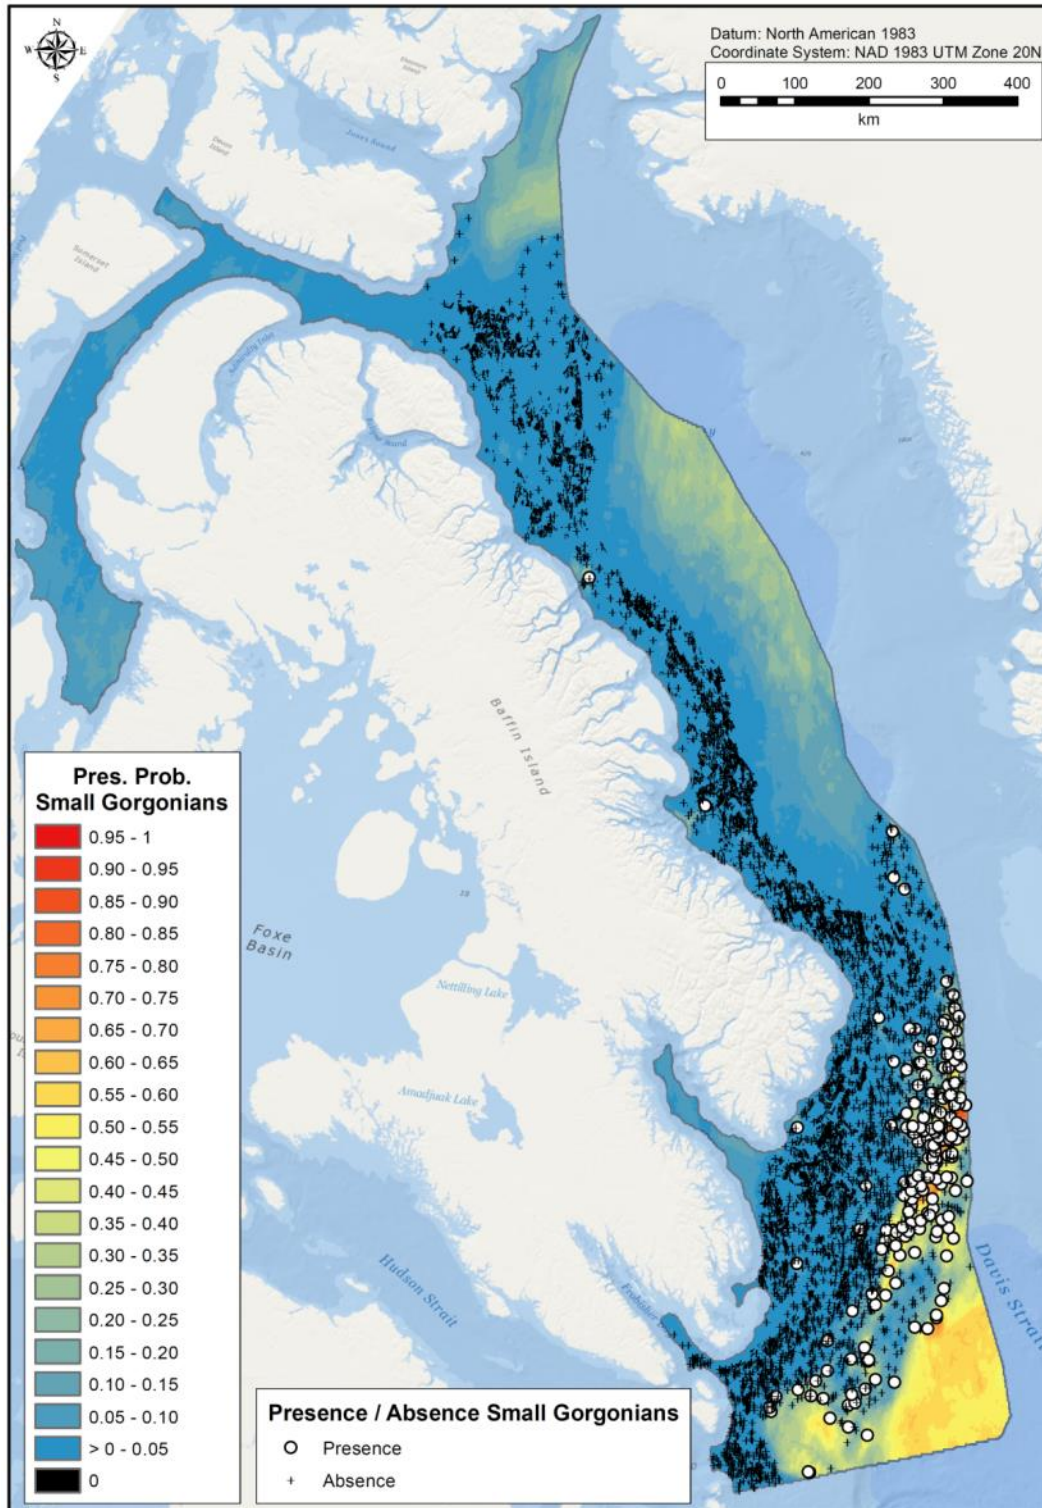 N
W E
S
Datum: North American 1983
Coordinate System: NAD 1983 UTM Zone 20N
0 100 200 300 400
km
Jones Sound
Devon
Island
Somerset
Island
Baffin Island
Foxe
Basin
Nettilling Lake
Amadjuak Lake
Hudson Strait
Davis Strait
Pres. Prob.
Small Gorgonians
0.95 - 1
0.90 - 0.95
0.85 - 0.90
0.80 - 0.85
0.75 - 0.80
0.70 - 0.75
0.65 - 0.70
0.60 - 0.65
0.55 - 0.60
0.50 - 0.55
0.45 - 0.50
0.40 - 0.45
0.35 - 0.40
0.30 - 0.35
0.25 - 0.30
0.20 - 0.25
0.15 - 0.20
0.10 - 0.15
0.05 - 0.10
> 0 - 0.05
0
Presence / Absence Small Gorgonians
Presence
Absence